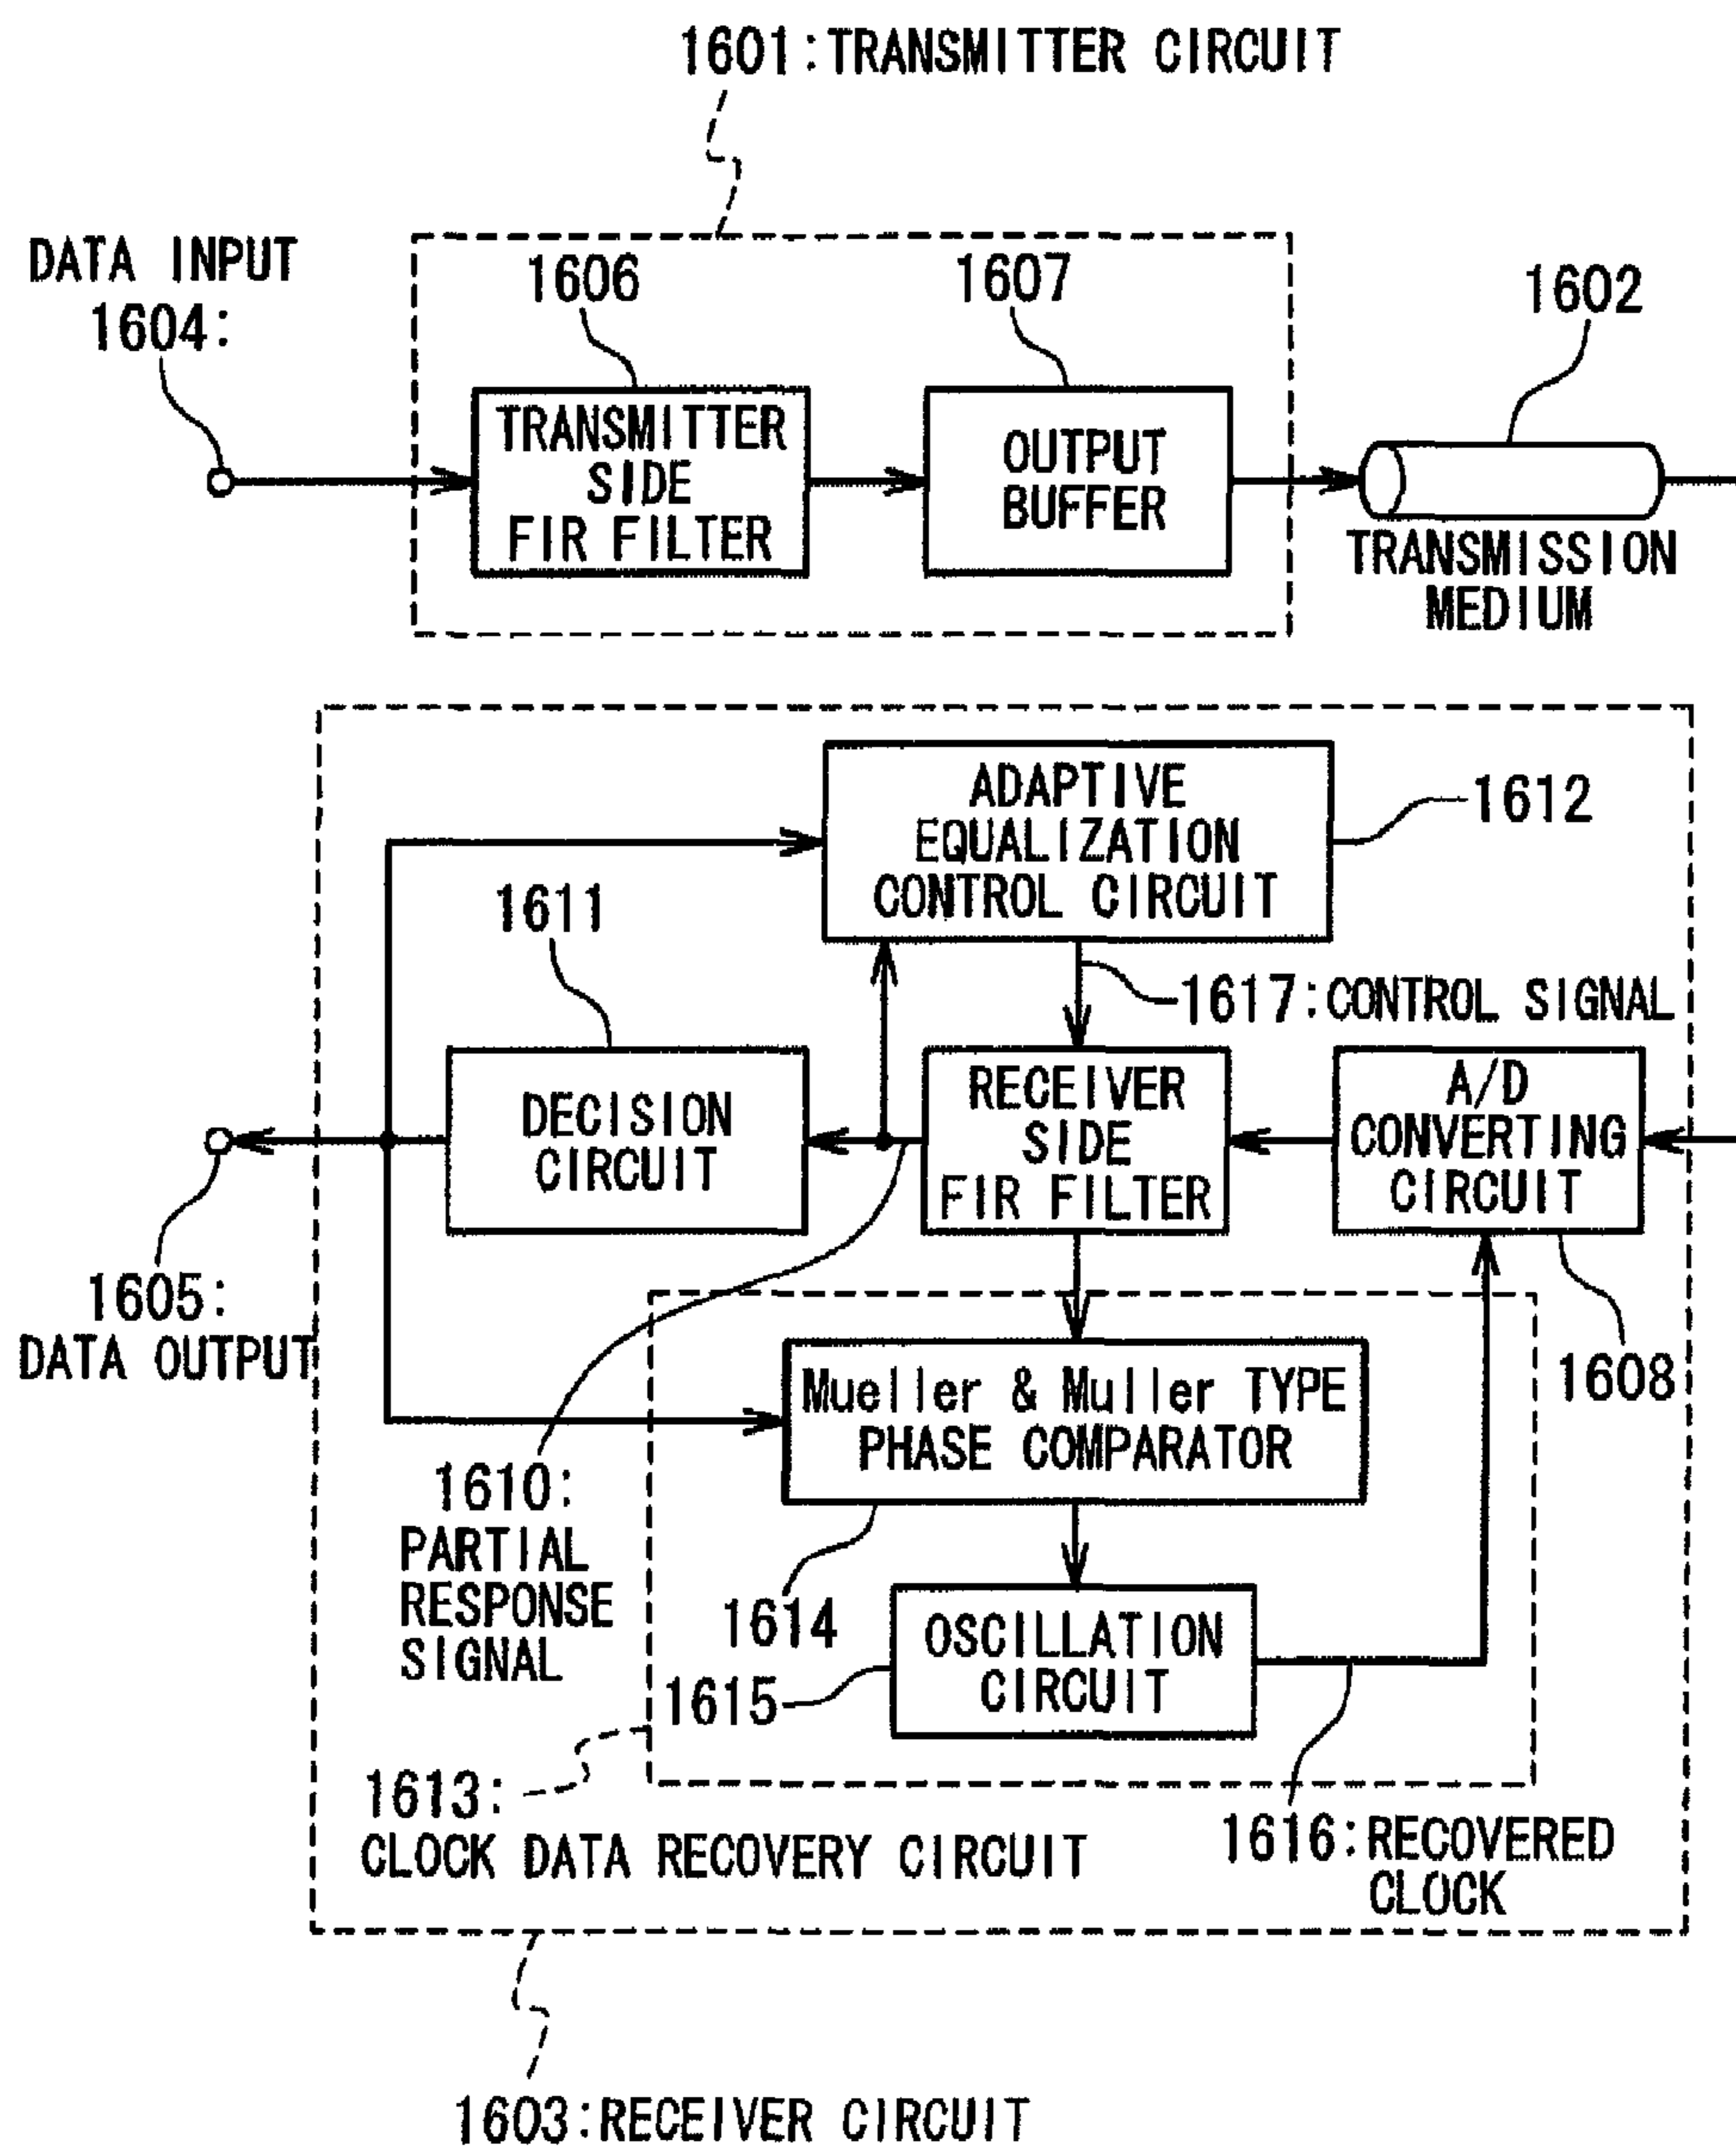 1601:TRANSMITTER CIRCUIT
DATA INPUT
1604:
1606
1607
1602
TRANSMITTER
SIDE
FIR FILTER
OUTPUT
BUFFER
TRANSMISSION
MEDIUM
ADAPTIVE
EQUALIZATION
CONTROL CIRCUIT
1612
1611
1617:CONTROL SIGNAL
DECISION
CIRCUIT
RECEIVER
SIDE
FIR FILTER
A/D
CONVERTING
CIRCUIT
1605:
DATA OUTPUT
1608
Mueller & Muller TYPE
PHASE COMPARATOR
1610:
PARTIAL
RESPONSE
SIGNAL
1614
OSCILLATION
CIRCUIT
1615
1613:
CLOCK DATA RECOVERY CIRCUIT
1616:RECOVERED
CLOCK
1603:RECEIVER CIRCUIT